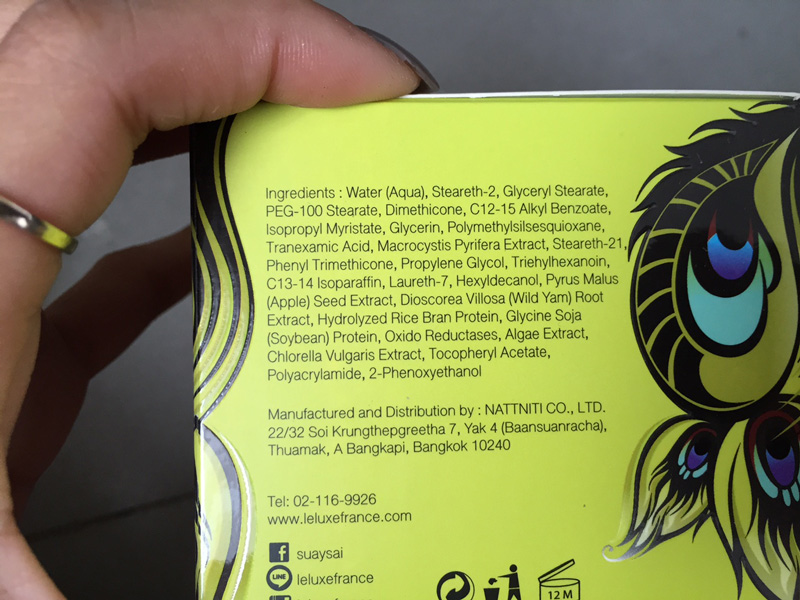 Ingredients : Water (Aqua), Steareth-2, Glyceryl Stearate,
PEG-100 Stearate, Dimethicone, C12-15 Alkyl Benzoate,
Isopropyl Myristate, Glycerin, Polymethylsilsesquioxane,
Tranexamic Acid, Macrocystis Pyrifera Extract, Steareth-21,
Phenyl Trimethicone, Propylene Glycol, Triehylhexanoin,
C13-14 Isoparaffin, Laureth-7, Hexyldecanol, Pyrus Malus
(Apple) Seed Extract, Dioscorea Villosa (Wild Yam) Root
Extract, Hydrolyzed Rice Bran Protein, Glycine Soja
(Soybean) Protein, Oxido Reductases, Algae Extract,
Chlorella Vulgaris Extract, Tocopheryl Acetate,
Polyacrylamide, 2-Phenoxyethanol
Manufactured and Distribution by : NATTNITI CO., LTD.
22/32 Soi Krungthepgreetha 7, Yak 4 (Baansuanracha),
Thuamak, A Bangkapi, Bangkok 10240
Tel: 02-116-9926
www.leluxefrance.com
suaysai
LINE
leluxefrance
12 M